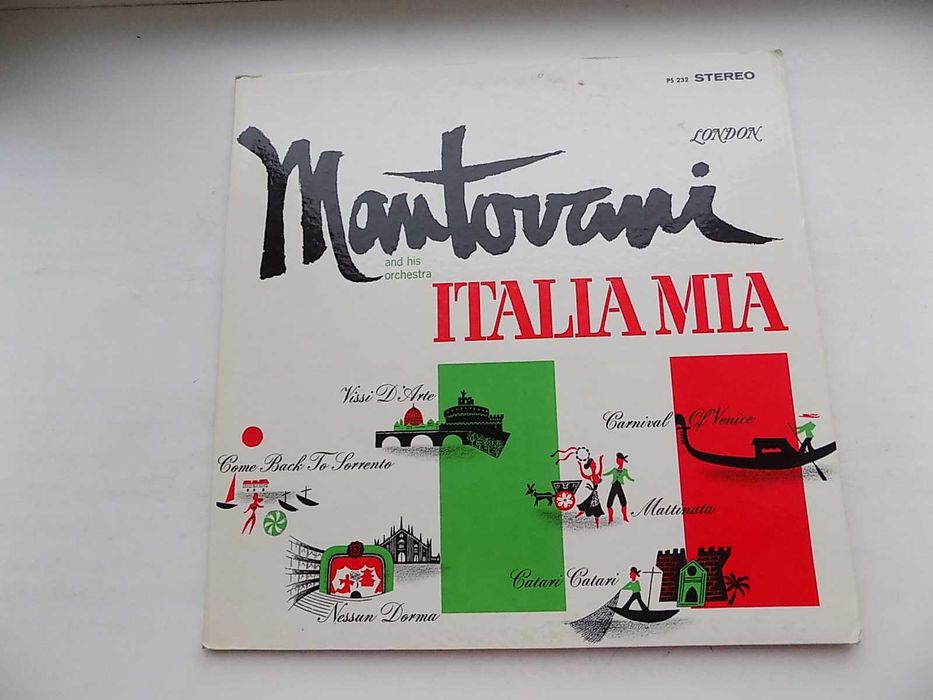 PS 232 STEREO
LONDON
Mantovani
and his
orchestra
ITALIA MIA
Vissi D'Arte
Carnival Of Venice
Come Back To Sorrento
Mattinata
Catari Catari
Nessun Dorma